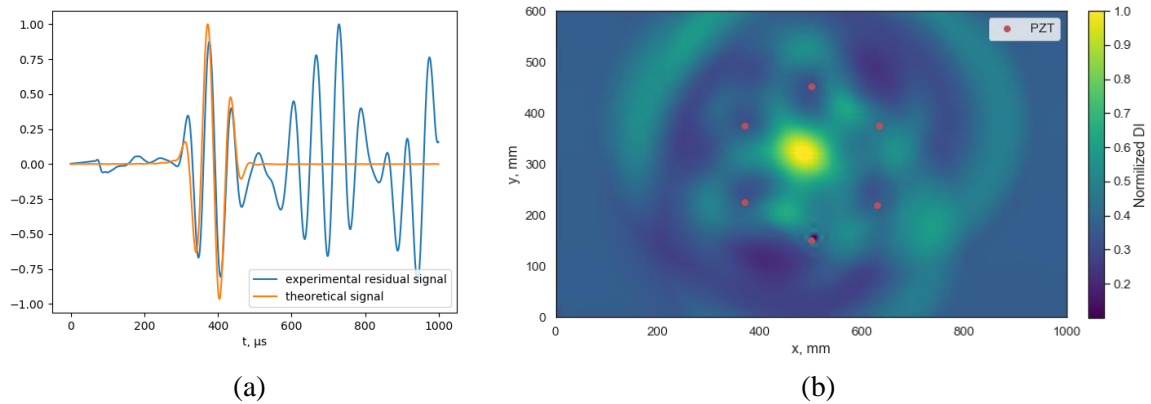 1.00
0.75
0.50
0.25
0.00
−0.25
−0.50
−0.75
−1.00
0 200 400 600 800 1000
t, μs
experimental residual signal
theoretical signal
(a)
600
500
400
300
200
100
0
y, mm
0 200 400 600 800 1000
x, mm
PZT
1.0
0.9
0.8
0.7
0.6
0.5
0.4
0.3
0.2
Normilized DI
(b)